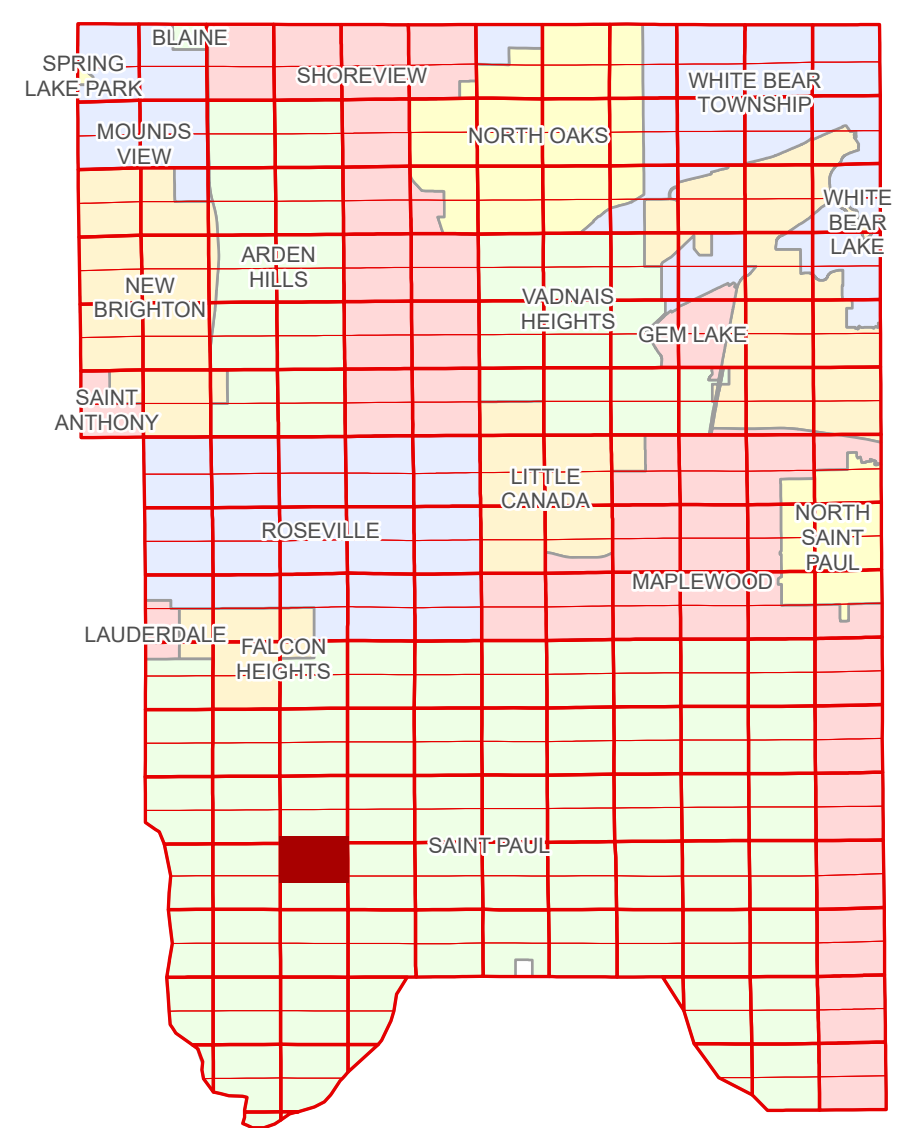 BLAINE
SPRING
LAKE PARK
SHOREVIEW
WHITE BEAR
TOWNSHIP
MOUNDS
VIEW
NORTH OAKS
WHITE
BEAR
LAKE
ARDEN
HILLS
NEW
BRIGHTON
VADNAIS
HEIGHTS
GEM LAKE
SAINT
ANTHONY
LITTLE
CANADA
NORTH
SAINT
PAUL
ROSEVILLE
MAPLEWOOD
LAUDERDALE
FALCON
HEIGHTS
SAINT PAUL